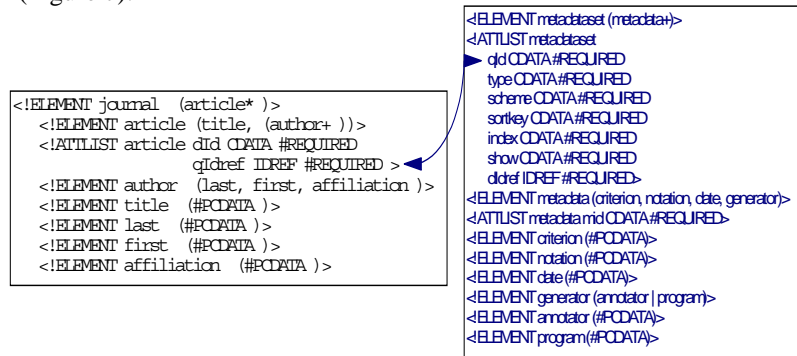 (Figure 3).
<!ELEMENT journal (article* )>
<!ELEMENT article (title, (author+ ))>
<!ATTLIST article dId CDATA #REQUIRED
qIdref IDREF #REQUIRED >
<!ELEMENT author (last, first, affiliation )>
<!ELEMENT title (#PCDATA )>
<!ELEMENT last (#PCDATA )>
<!ELEMENT first (#PCDATA )>
<!ELEMENT affiliation (#PCDATA )>
<!ELEMENT metadataset (metadata+)>
<!ATTLIST metadataset
qId CDATA #REQUIRED
type CDATA #REQUIRED
scheme CDATA #REQUIRED
sortkey CDATA #REQUIRED
index CDATA #REQUIRED
show CDATA #REQUIRED
dIdref IDREF #REQUIRED>
<!ELEMENT metadata (criterion, notation, date, generator)>
<!ATTLIST metadata mid CDATA #REQUIRED>
<!ELEMENT criterion (#PCDATA)>
<!ELEMENT notation (#PCDATA)>
<!ELEMENT date (#PCDATA)>
<!ELEMENT generator (annotator | program)>
<!ELEMENT annotator (#PCDATA)>
<!ELEMENT program (#PCDATA)>